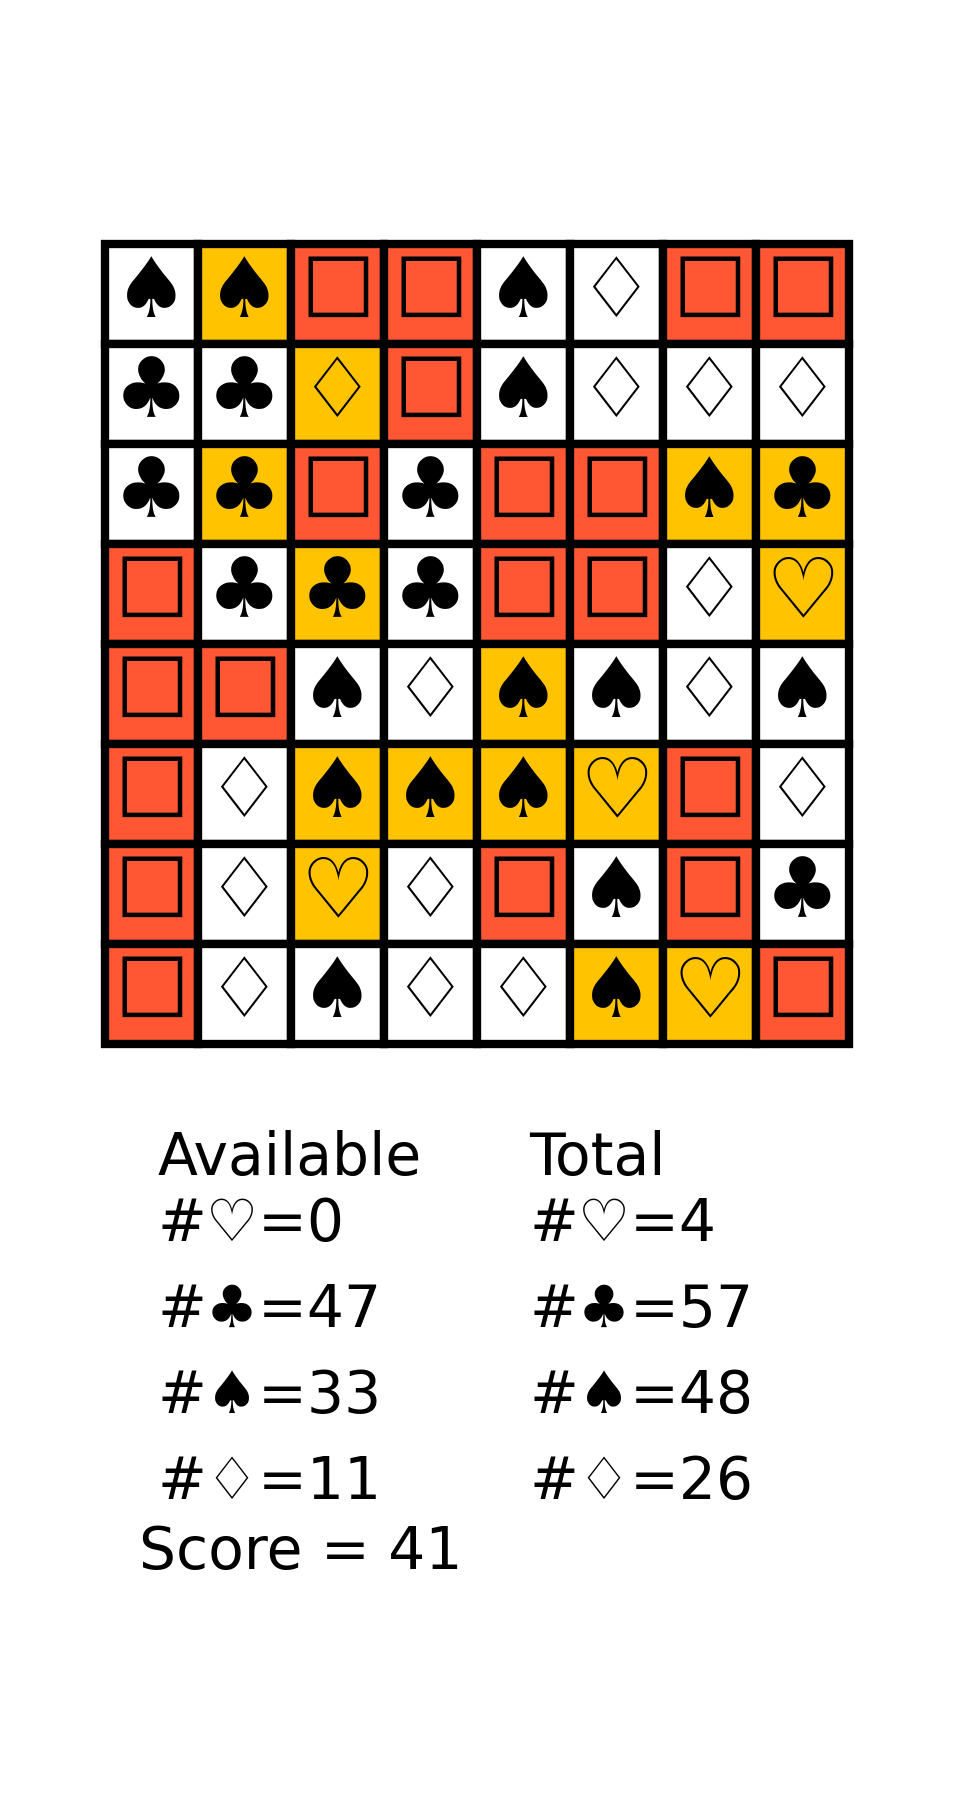 ♠ ♠ □ □ ♠ ♢ □ □
♣ ♣ ♢ □ ♠ ♢ ♢ ♢
♣ ♣ □ ♣ □ □ ♠ ♣
□ ♣ ♣ ♣ □ □ ♢ ♡
□ □ ♠ ♢ ♠ ♠ ♢ ♠
□ ♢ ♠ ♠ ♠ ♡ □ ♢
□ ♢ ♡ ♢ □ ♠ □ ♣
□ ♢ ♠ ♢ ♢ ♠ ♡ □
Available Total
#♡=0 #♡=4
#♣=47 #♣=57
#♠=33 #♠=48
#♢=11 #♢=26
Score = 41